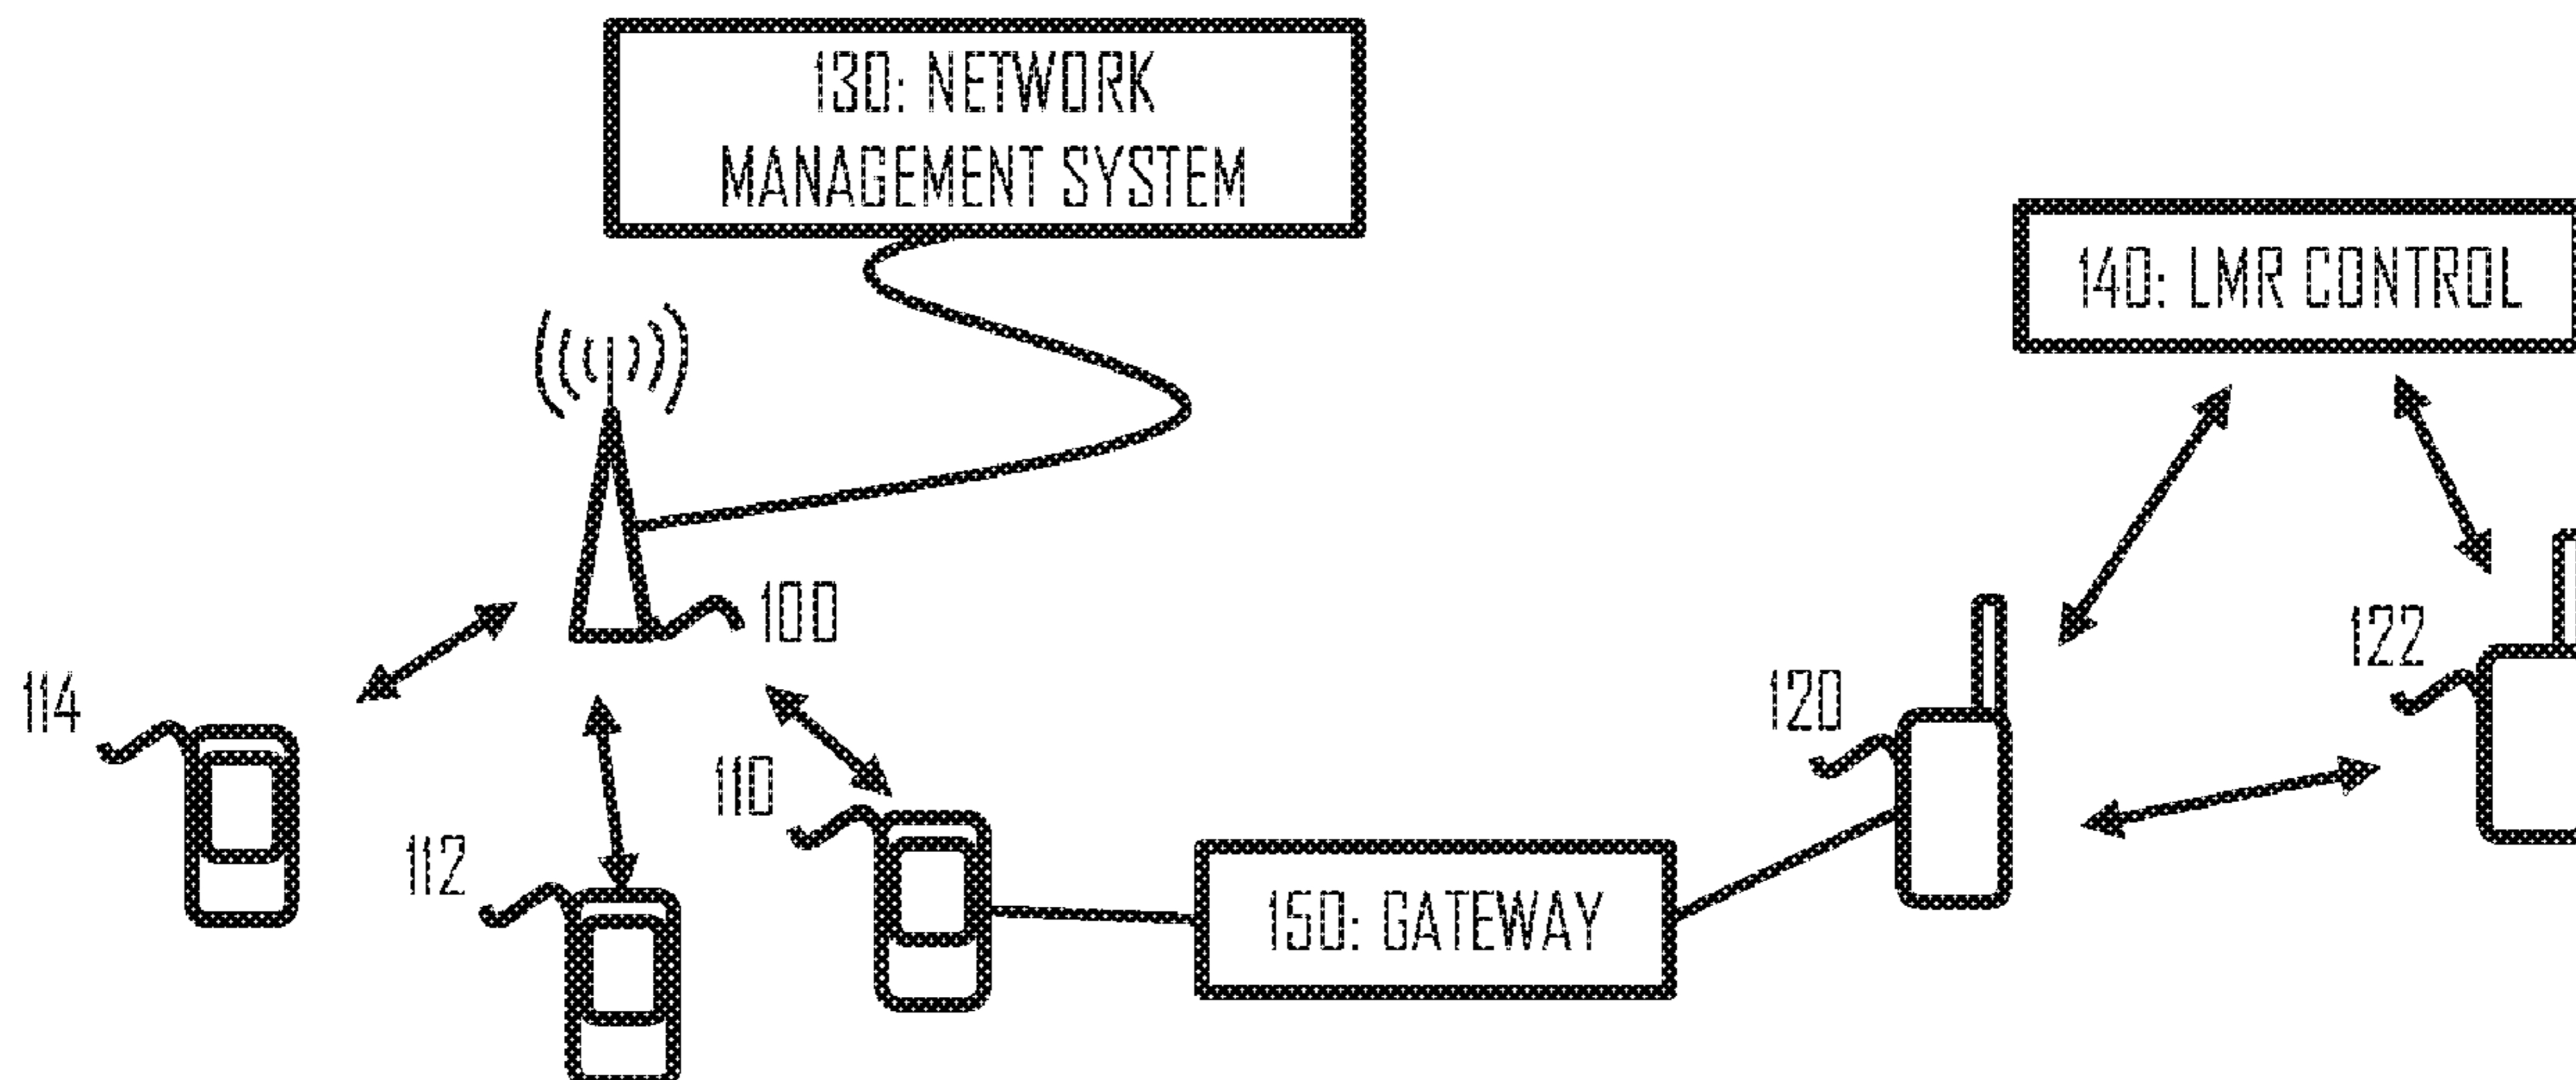 130: NETWORK
MANAGEMENT SYSTEM
140: LMR CONTROL
100
122
114
120
110
112
150: GATEWAY